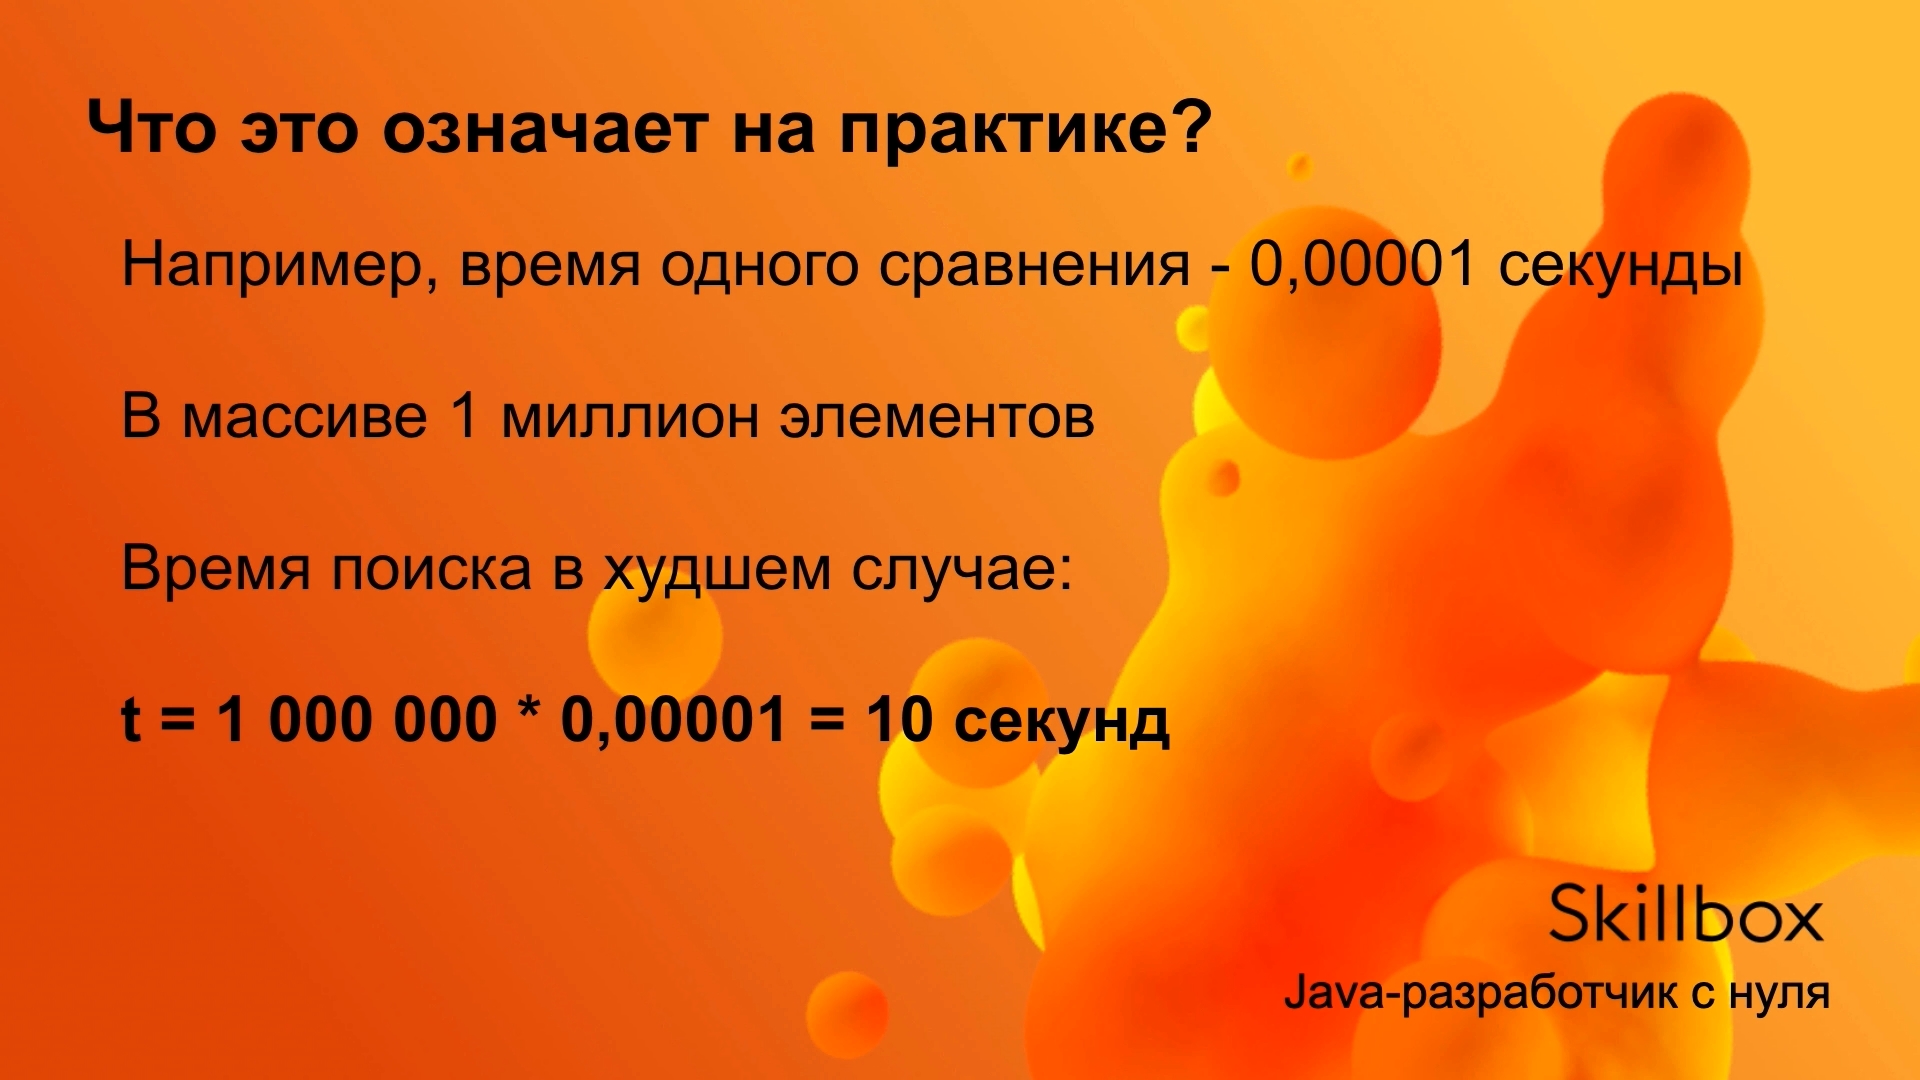 Что это означает на практике?
Например, время одного сравнения - 0,00001 секунды
В массиве 1 миллион элементов
Время поиска в худшем случае:
t = 1 000 000 * 0,00001 = 10 секунд
Skillbox
Java-разработчик с нуля